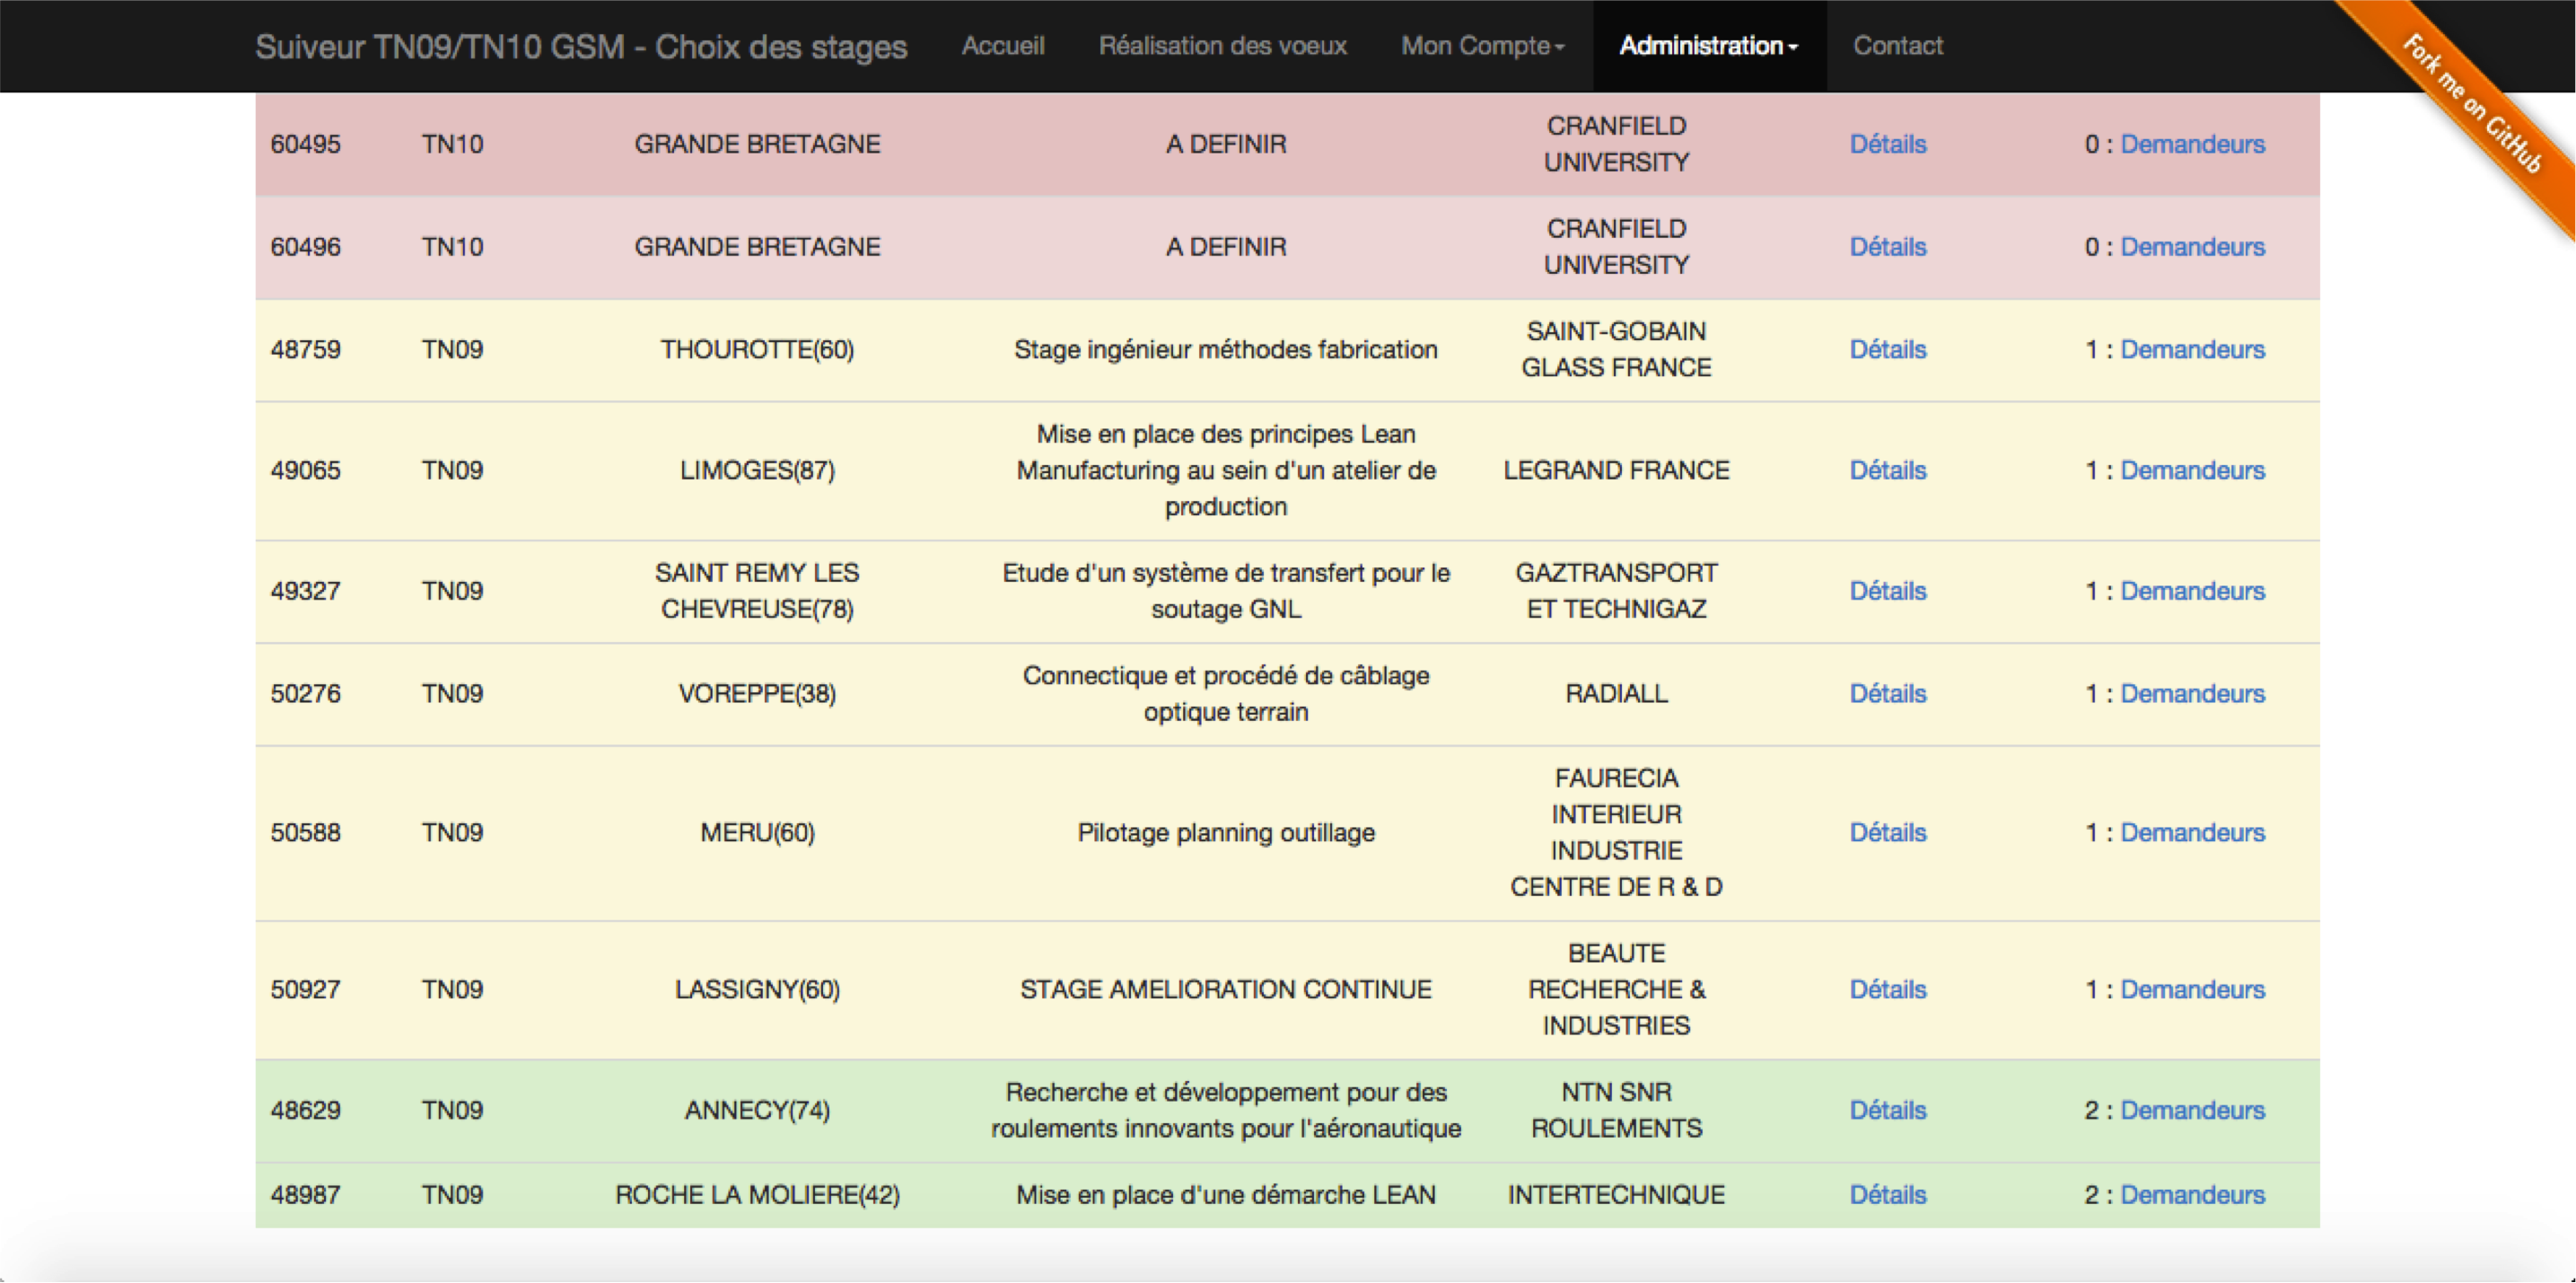 Suiveur TN09/TN10 GSM - Choix des stages Accueil Réalisation des voeux Mon Compte Administration Contact
Fork me on GitHub
60495 TN10 GRANDE BRETAGNE A DEFINIR CRANFIELD UNIVERSITY Détails 0 : Demandeurs
60496 TN10 GRANDE BRETAGNE A DEFINIR CRANFIELD UNIVERSITY Détails 0 : Demandeurs
48759 TN09 THOUROTTE(60) Stage ingénieur méthodes fabrication SAINT-GOBAIN GLASS FRANCE Détails 1 : Demandeurs
49065 TN09 LIMOGES(87) Mise en place des principes Lean Manufacturing au sein d'un atelier de production LEGRAND FRANCE Détails 1 : Demandeurs
49327 TN09 SAINT REMY LES CHEVREUSE(78) Etude d'un système de transfert pour le soutage GNL GAZTRANSPORT ET TECHNIGAZ Détails 1 : Demandeurs
50276 TN09 VOREPPE(38) Connectique et procédé de câblage optique terrain RADIALL Détails 1 : Demandeurs
50588 TN09 MERU(60) Pilotage planning outillage FAURECIA INTERIEUR INDUSTRIE CENTRE DE R & D Détails 1 : Demandeurs
50927 TN09 LASSIGNY(60) STAGE AMELIORATION CONTINUE BEAUTE RECHERCHE & INDUSTRIES Détails 1 : Demandeurs
48629 TN09 ANNECY(74) Recherche et développement pour des roulements innovants pour l'aéronautique NTN SNR ROULEMENTS Détails 2 : Demandeurs
48987 TN09 ROCHE LA MOLIERE(42) Mise en place d'une démarche LEAN INTERTECHNIQUE Détails 2 : Demandeurs